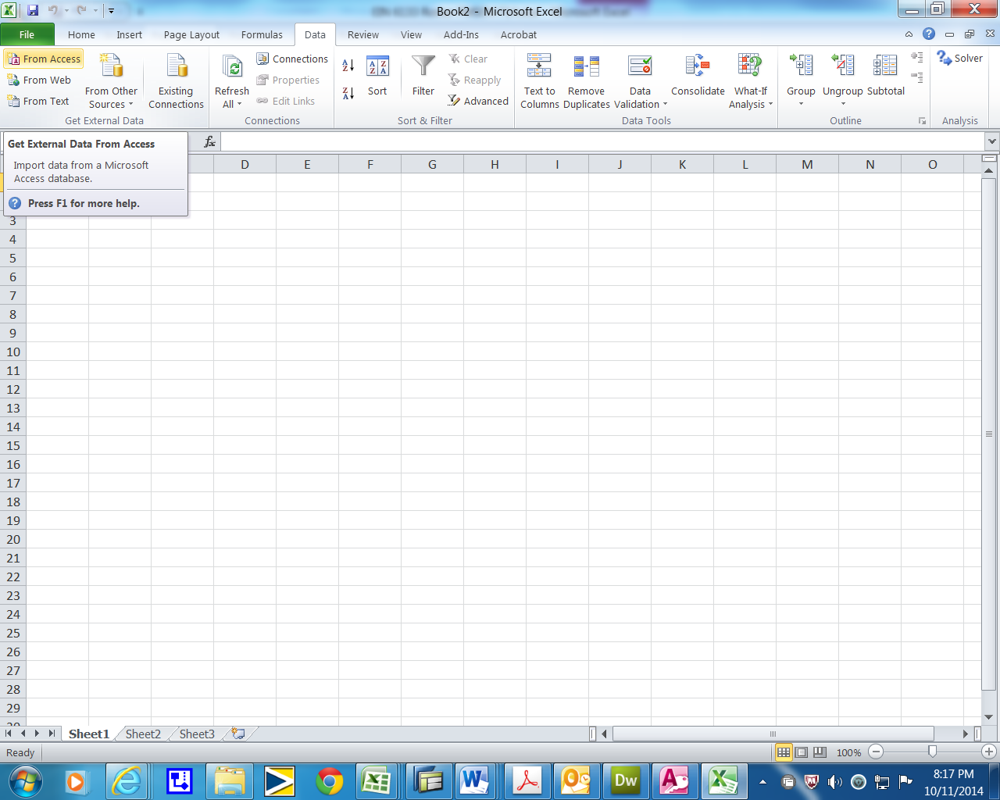 Book2 - Microsoft Excel
File Home Insert Page Layout Formulas Data Review View Add-Ins Acrobat
From Access
From Web
From Text
From Other
Sources
Existing
Connections
Get External Data
Refresh
All
Connections
Properties
Edit Links
Connections
A
Z
Z
A
Sort
Filter
Clear
Reapply
Advanced
Sort & Filter
Text to
Columns
Remove
Duplicates
Data
Validation
Consolidate
What-If
Analysis
Data Tools
Group
Ungroup
Subtotal
Outline
Solver
Analysis
Get External Data From Access
Import data from a Microsoft
Access database.
Press F1 for more help.
fx
D E F G H I J K L M N O
3
4
5
6
7
8
9
10
11
12
13
14
15
16
17
18
19
20
21
22
23
24
25
26
27
28
29
Sheet1 Sheet2 Sheet3
Ready
100%
Dw
8:17 PM
10/11/2014